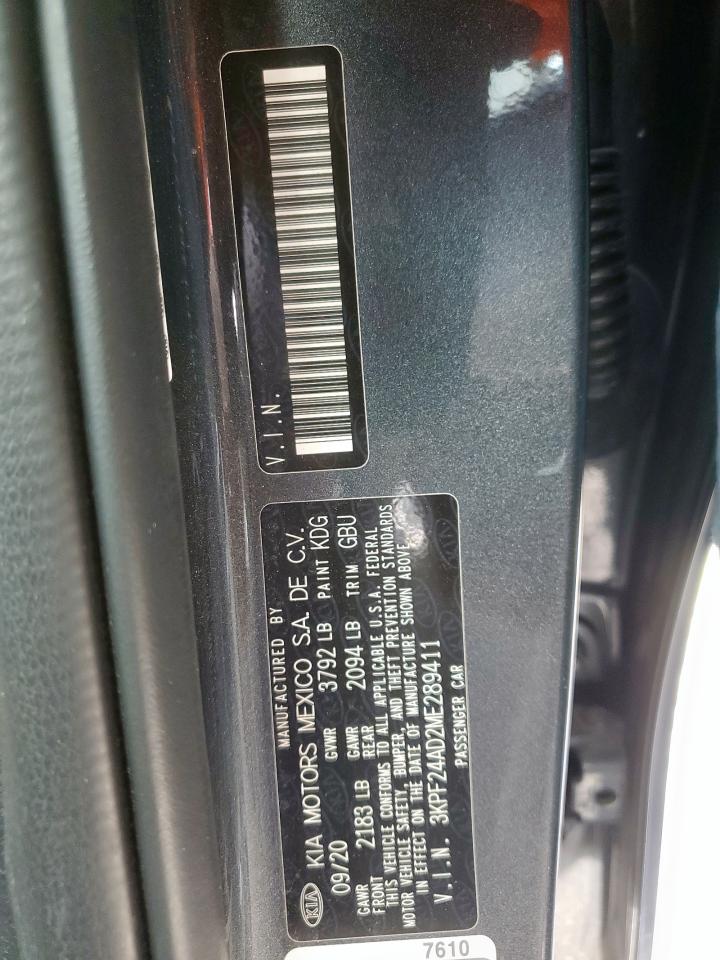 V.I.N.
MANUFACTURED BY
KIA KIA MOTORS MEXICO S.A. DE C.V.
09/20 GVWR 3792 LB PAINT KDG
GAWR FRONT 2183 LB GAWR REAR 2094 LB TRIM GBU
THIS VEHICLE CONFORMS TO ALL APPLICABLE U.S.A. FEDERAL
MOTOR VEHICLE SAFETY, BUMPER, AND THEFT PREVENTION STANDARDS
IN EFFECT ON THE DATE OF MANUFACTURE SHOWN ABOVE.
V.I.N. 3KPF24AD2ME289411
PASSENGER CAR
7610